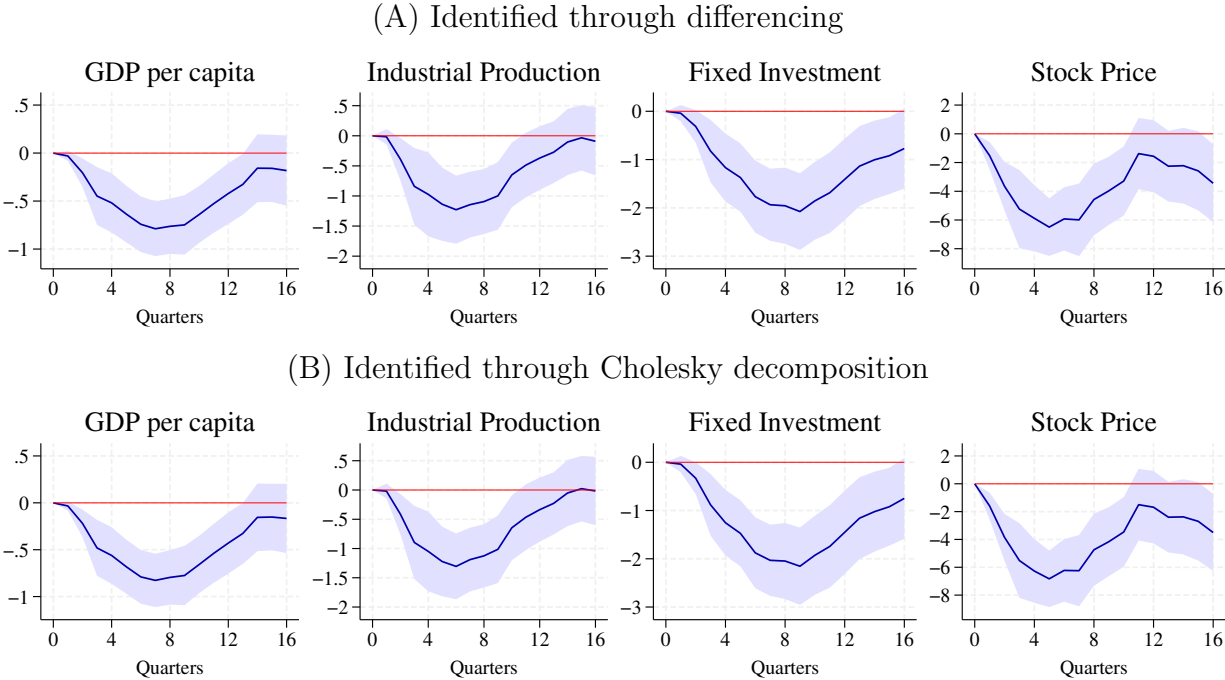 (A) Identified through differencing
GDP per capita
Industrial Production
Fixed Investment
Stock Price
.5
0
−.5
−1
0 4 8 12 16
Quarters
.5
0
−.5
−1
−1.5
−2
0 4 8 12 16
Quarters
0
−1
−2
−3
0 4 8 12 16
Quarters
2
0
−2
−4
−6
−8
0 4 8 12 16
Quarters
(B) Identified through Cholesky decomposition
GDP per capita
Industrial Production
Fixed Investment
Stock Price
.5
0
−.5
−1
0 4 8 12 16
Quarters
.5
0
−.5
−1
−1.5
−2
0 4 8 12 16
Quarters
0
−1
−2
−3
0 4 8 12 16
Quarters
2
0
−2
−4
−6
−8
0 4 8 12 16
Quarters